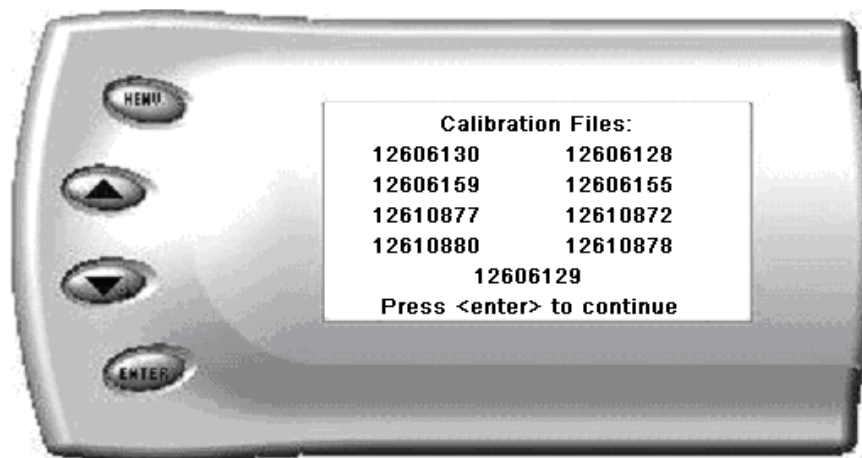 MENU
Calibration Files:
12606130 12606128
12606159 12606155
12610877 12610872
12610880 12610878
12606129
Press <enter> to continue
ENTER